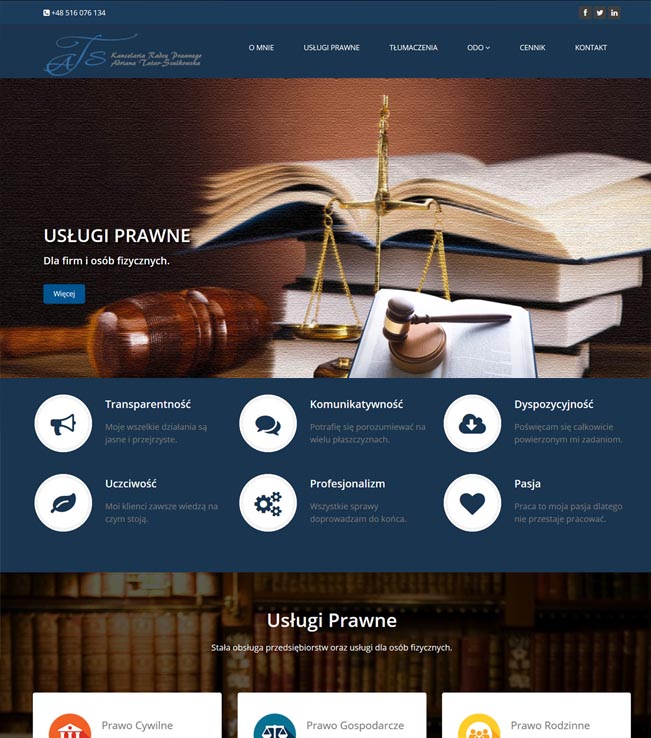 +48 516 076 134
ATS
Kancelaria Radcy Prawnego
Adriana Tatar-Sznikowska
O MNIE USŁUGI PRAWNE TŁUMACZENIA ODO CENNIK KONTAKT
USŁUGI PRAWNE
Dla firm i osób fizycznych.
Więcej
Transparentność
Moje wszelkie działania są
jasne i przejrzyste.
Komunikatywność
Potrafię się porozumiewać na
wielu płaszczyznach.
Dyspozycyjność
Poświęcam się całkowicie
powierzonym mi zadaniom.
Uczciwość
Moi klienci zawsze wiedzą na
czym stoją.
Profesjonalizm
Wszystkie sprawy
doprowadzam do końca.
Pasja
Praca to moja pasja dlatego
nie przestaje pracować.
Usługi Prawne
Stała obsługa przedsiębiorstw oraz usługi dla osób fizycznych.
Prawo Cywilne
Prawo Gospodarcze
Prawo Rodzinne